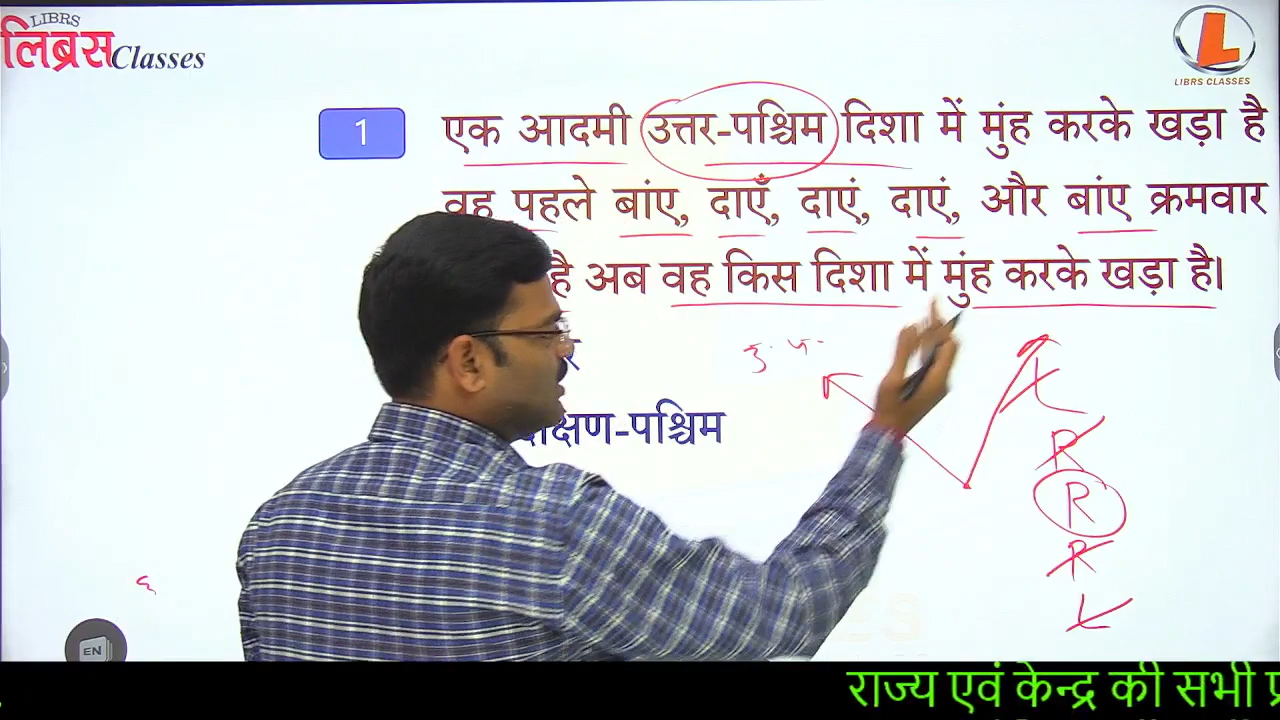 LIBRS
लिब्रस Classes
L
LIBRS CLASSES
1
एक आदमी उत्तर-पश्चिम दिशा में मुंह करके खड़ा है
वह पहले बांए, दाएँ, दाएं, दाएं, और बांए क्रमवार
है अब वह किस दिशा में मुंह करके खड़ा है।
दक्षिण-पश्चिम
उ. प.
L
R
R
R
L
EN
राज्य एवं केन्द्र की सभी